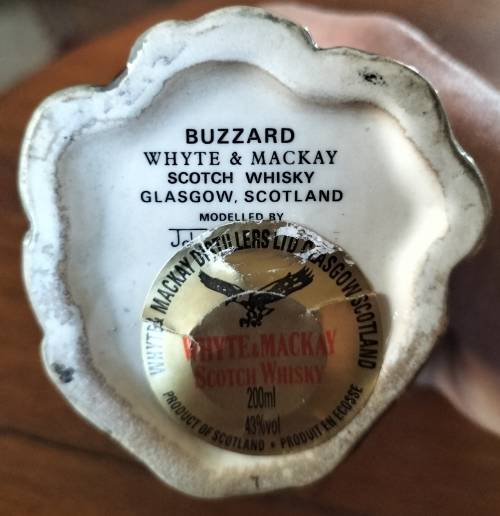 BUZZARD
WHYTE & MACKAY
SCOTCH WHISKY
GLASGOW, SCOTLAND
MODELLED BY
WHYTE & MACKAY DISTILLERS LTD GLASGOW SCOTLAND
WHYTE & MACKAY
SCOTCH WHISKY
200ml
43%vol
PRODUCT OF SCOTLAND • PRODUIT EN ECOSSE